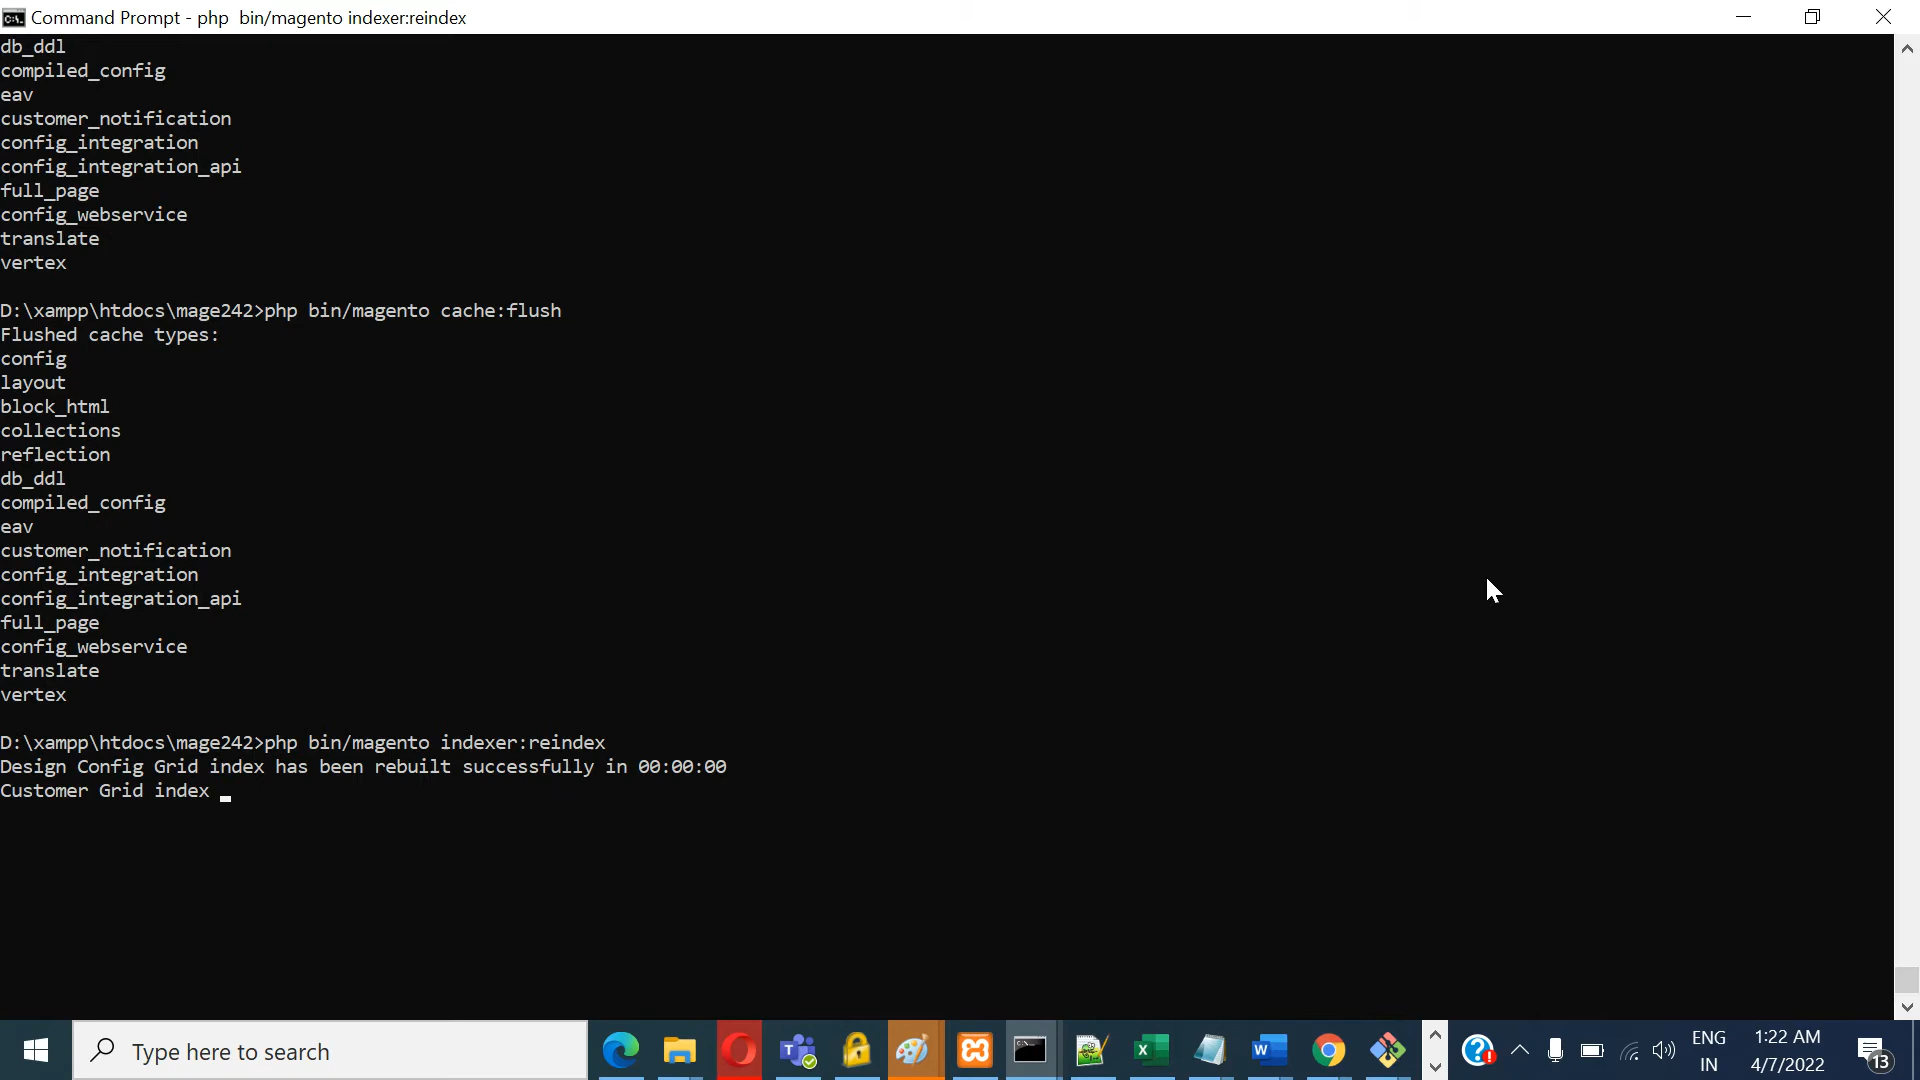 Command Prompt - php  bin/magento indexer:reindex
db_ddl
compiled_config
eav
customer_notification
config_integration
config_integration_api
full_page
config_webservice
translate
vertex
D:\xampp\htdocs\mage242>php bin/magento cache:flush
Flushed cache types:
config
layout
block_html
collections
reflection
db_ddl
compiled_config
eav
customer_notification
config_integration
config_integration_api
full_page
config_webservice
translate
vertex
D:\xampp\htdocs\mage242>php bin/magento indexer:reindex
Design Config Grid index has been rebuilt successfully in 00:00:00
Customer Grid index
Type here to search
ENG
IN
1:22 AM
4/7/2022
13